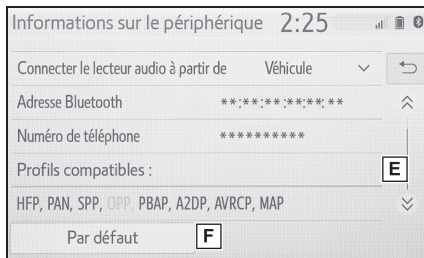 Informations sur le périphérique 2:25
Connecter le lecteur audio à partir de Véhicule
Adresse Bluetooth **:**:**:**:**:**
Numéro de téléphone **********
Profils compatibles :
E
HFP, PAN, SPP, OPP, PBAP, A2DP, AVRCP, MAP
Par défaut F